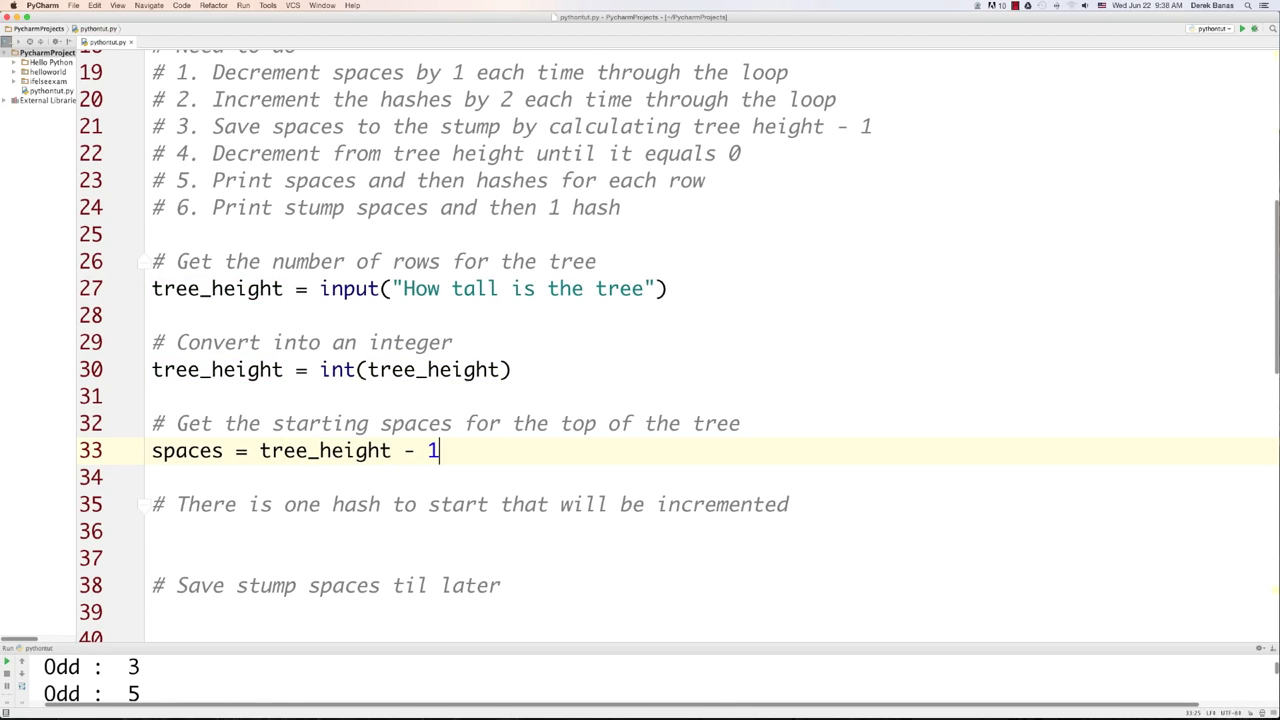 PyCharm File Edit View Navigate Code Refactor Run Tools VCS Window Help 10 Wed Jun 22 9:38 AM Derek Banas
pythontut.py - PycharmProjects - [~/PycharmProjects]
PycharmProjects pythontut.py pythontut
pythontut.py
PycharmProject
Hello Python
helloworld
ifelseexam
pythontut.py
External Librarie
18 # Need to do
19 # 1. Decrement spaces by 1 each time through the loop
20 # 2. Increment the hashes by 2 each time through the loop
21 # 3. Save spaces to the stump by calculating tree height - 1
22 # 4. Decrement from tree height until it equals 0
23 # 5. Print spaces and then hashes for each row
24 # 6. Print stump spaces and then 1 hash
25
26 # Get the number of rows for the tree
27 tree_height = input("How tall is the tree")
28
29 # Convert into an integer
30 tree_height = int(tree_height)
31
32 # Get the starting spaces for the top of the tree
33 spaces = tree_height - 1
34
35 # There is one hash to start that will be incremented
36
37
38 # Save stump spaces til later
39
40
Run pythontut
Odd : 3
Odd : 5
33:25 LF÷ UTF-8÷